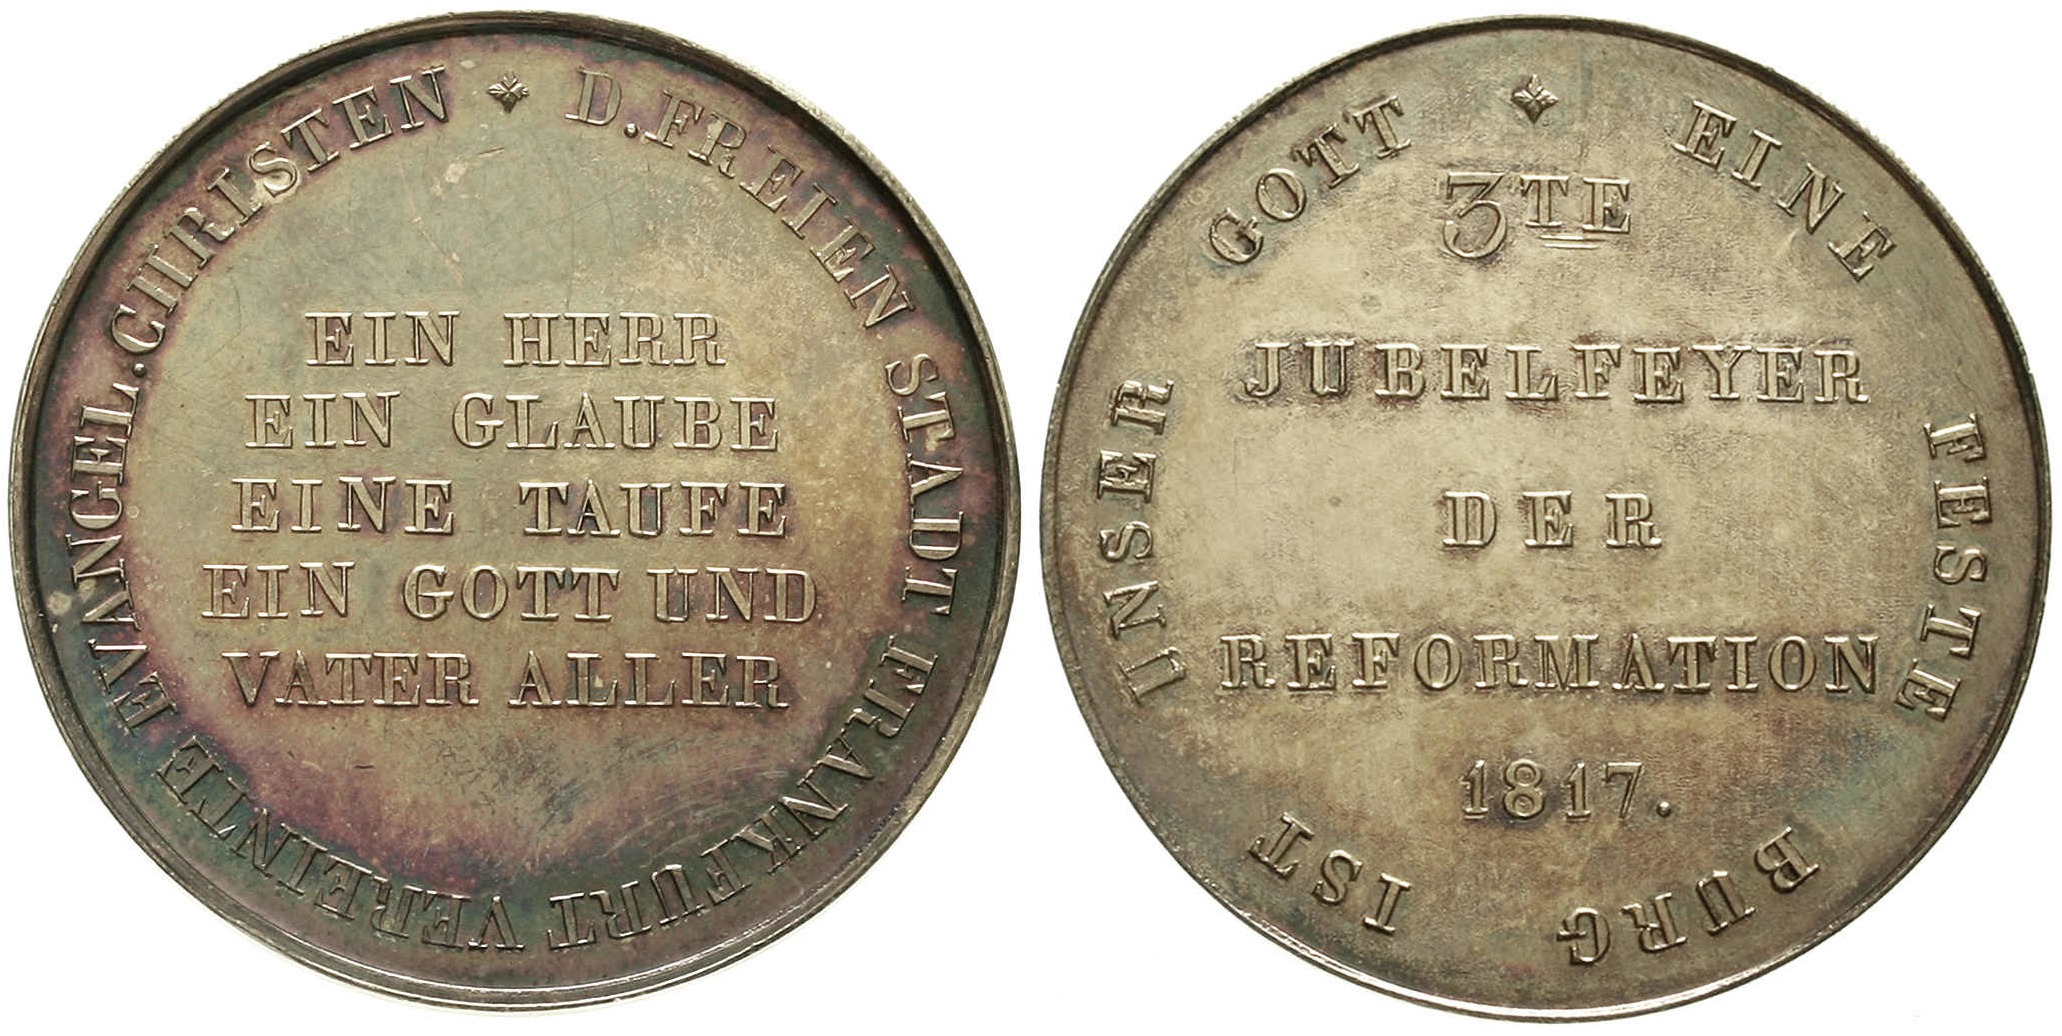 D. FREIEN STADT FRANKFURT VEREINTE EVANGEL. CHRISTEN
EIN HERR
EIN GLAUBE
EINE TAUFE
EIN GOTT UND
VATER ALLER
EINE FESTE BURG IST UNSER GOTT
3TE
JUBELFEYER
DER
REFORMATION
1817.